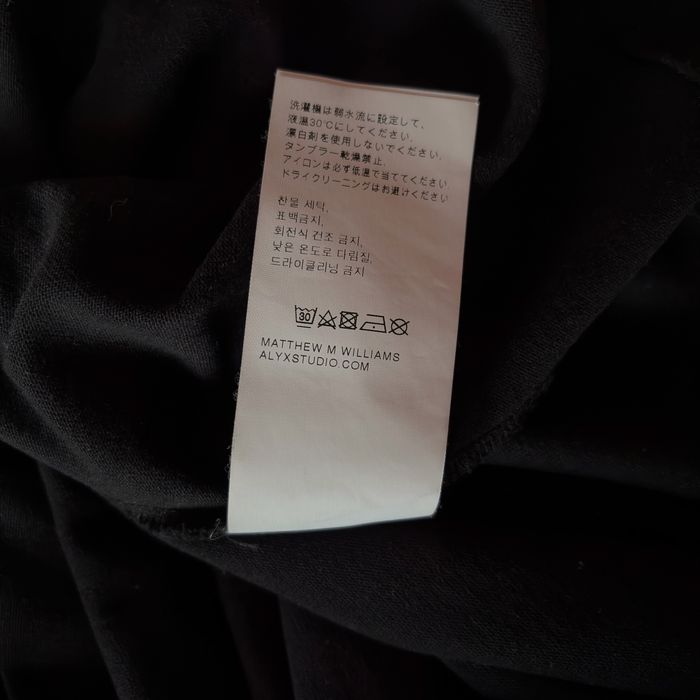 洗濯機は弱水流に設定して、
液温30℃にしてください.
漂白剤を使用しないでください.
タンブラー乾燥禁止.
アイロンは必ず低温で当ててください.
ドライクリーニングはお避けください
찬물 세탁,
표백금지,
회전식 건조 금지,
낮은 온도로 다림질,
드라이클리닝 금지
30
MATTHEW M WILLIAMS
ALYXSTUDIO.COM